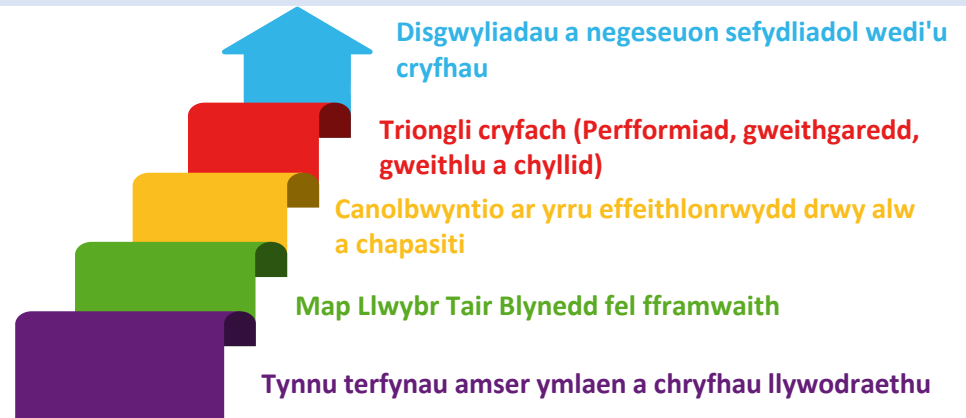 Disgwyliadau a negeseuon sefydliadol wedi'u
cryfhau
Triongli cryfach (Perfformiad, gweithgaredd,
gweithlu a chyllid)
Canolbwyntio ar yrru effeithlonrwydd drwy alw
a chapasiti
Map Llwybr Tair Blynedd fel fframwaith
Tynnu terfynau amser ymlaen a chryfhau llywodraethu